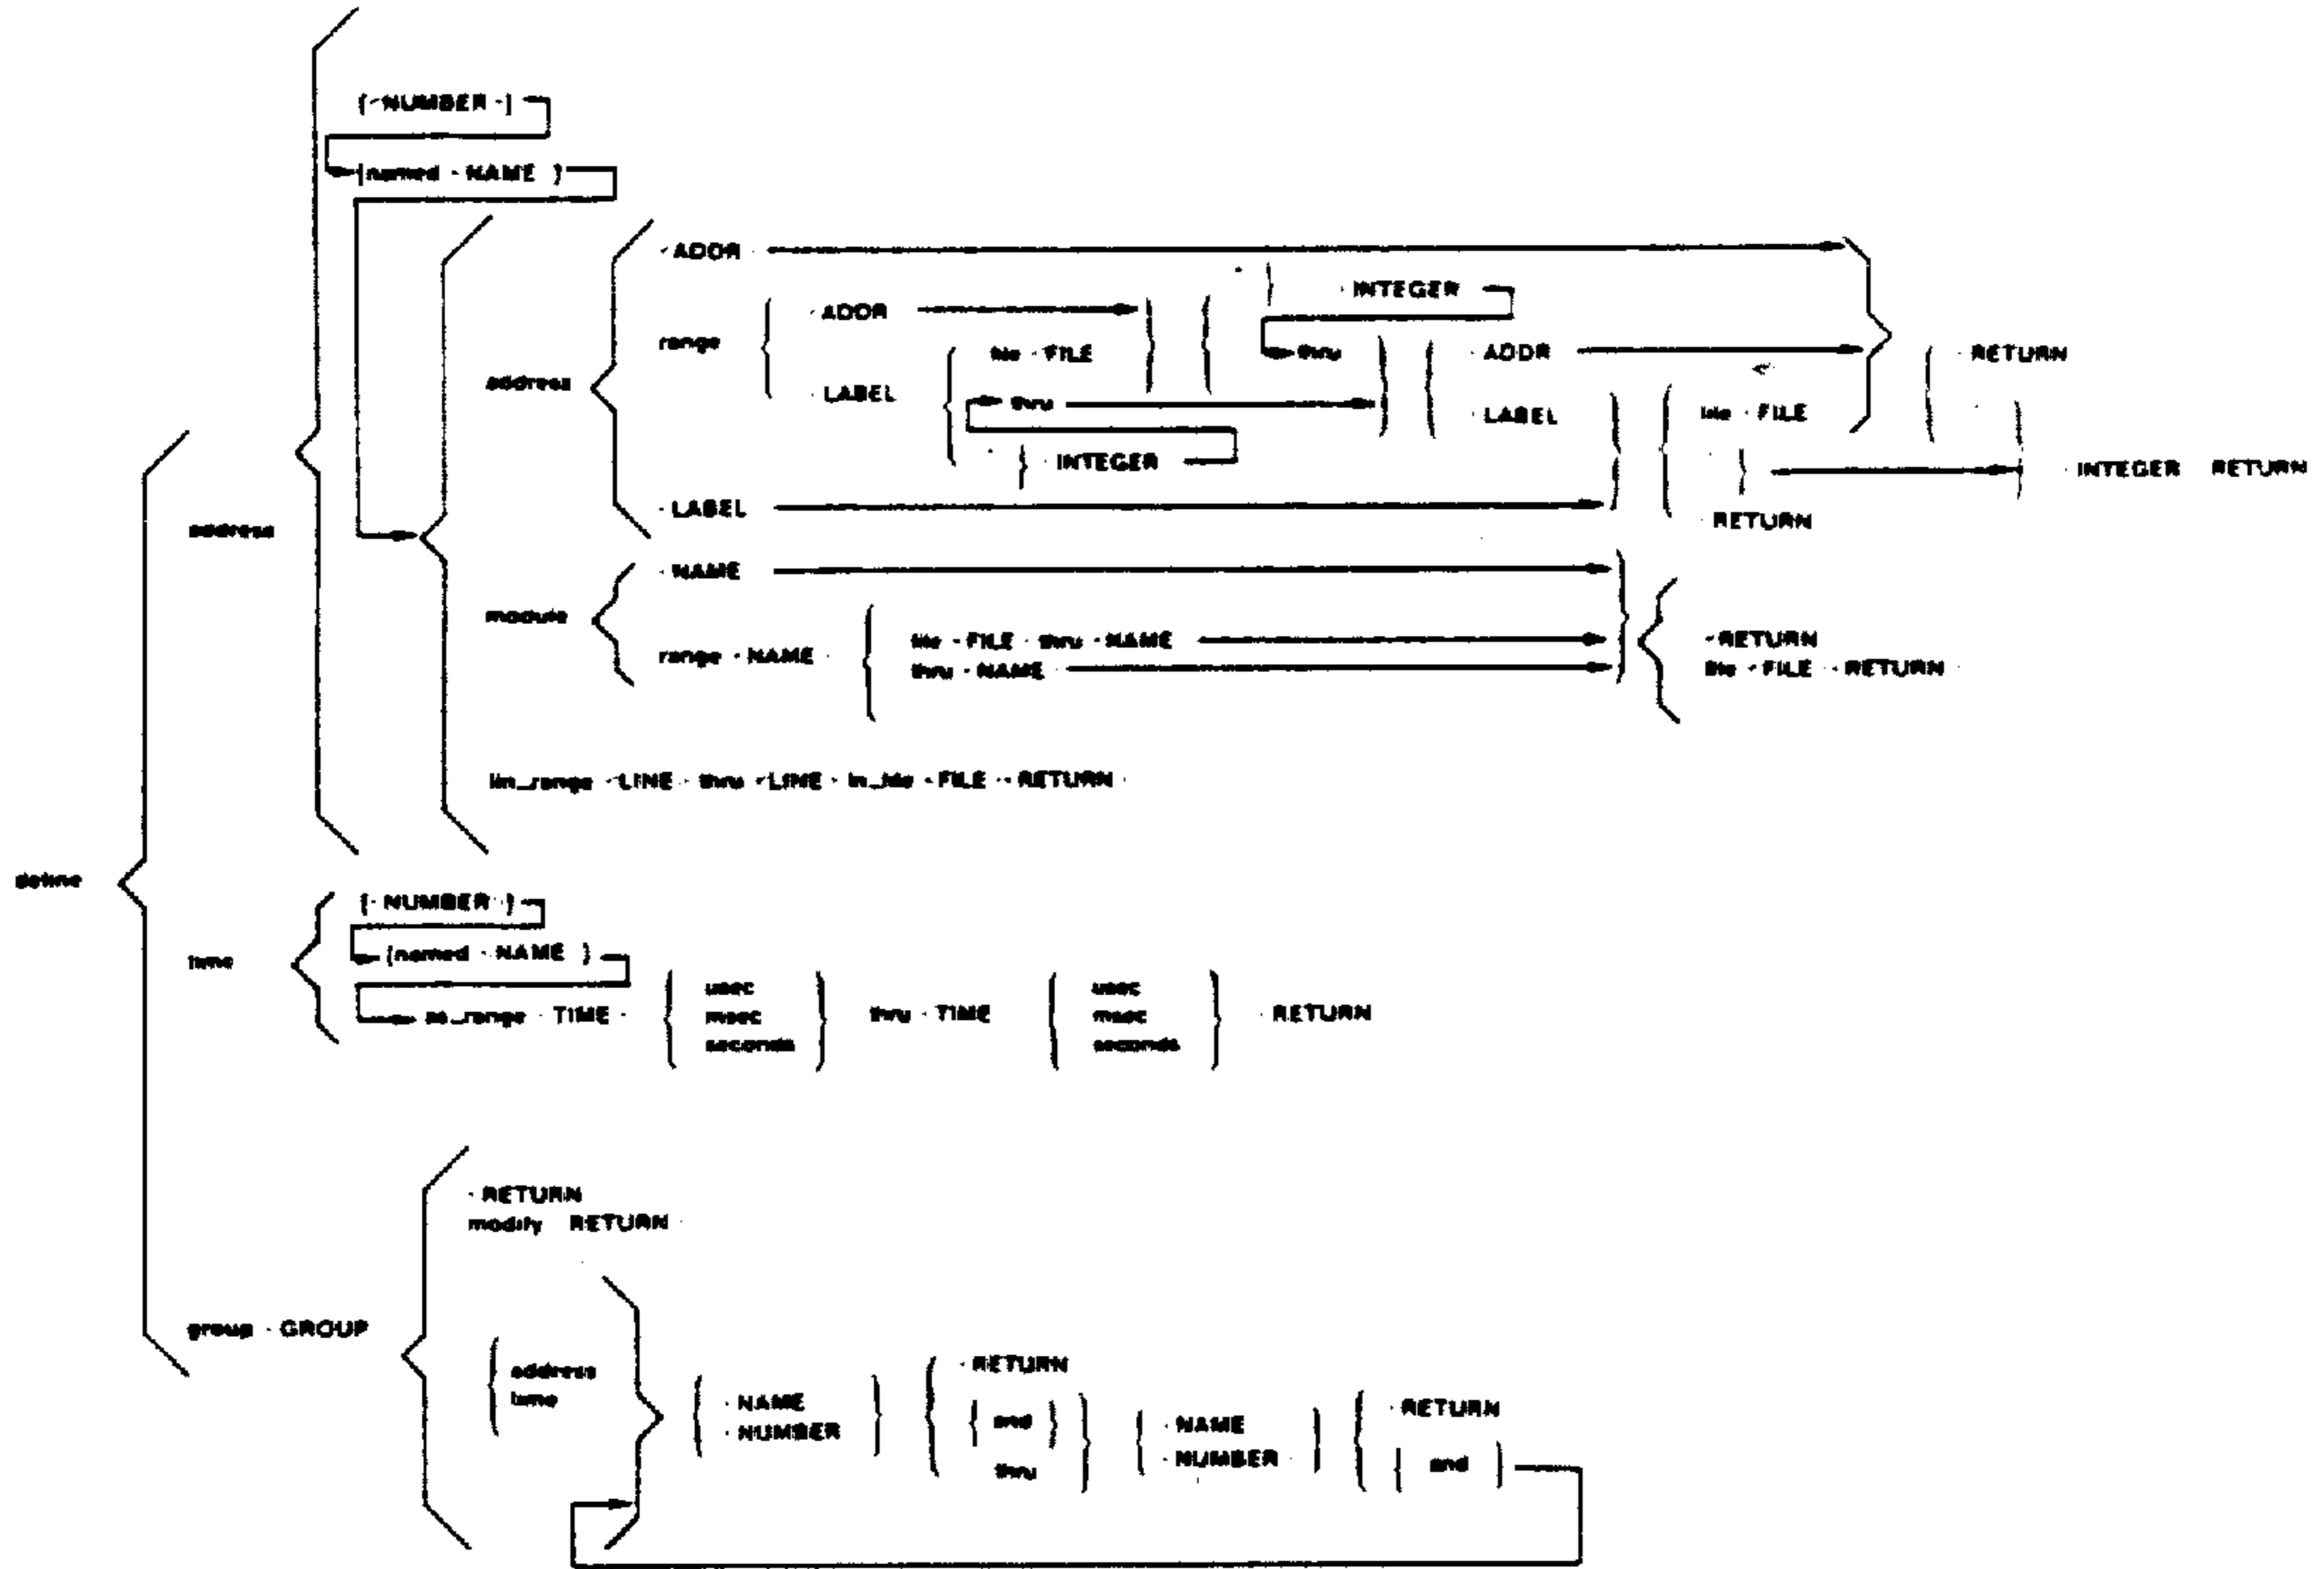 [ NUMBER ]
[named NAME ]
ADDR
INTEGER
range ADDR
file FILE thru ADDR RETURN
address LABEL
thru LABEL file FILE
INTEGER
INTEGER RETURN
LABEL
RETURN
address
NAME
module
range NAME file FILE thru NAME RETURN
thru NAME file FILE RETURN
lin_range LINE thru LINE in_file FILE RETURN
define
[ NUMBER ]
time [named NAME ]
usec usec
range TIME msec thru TIME msec RETURN
seconds seconds
RETURN
modify RETURN
group GROUP
address
time
RETURN
NAME and NAME RETURN
NUMBER thru NUMBER and